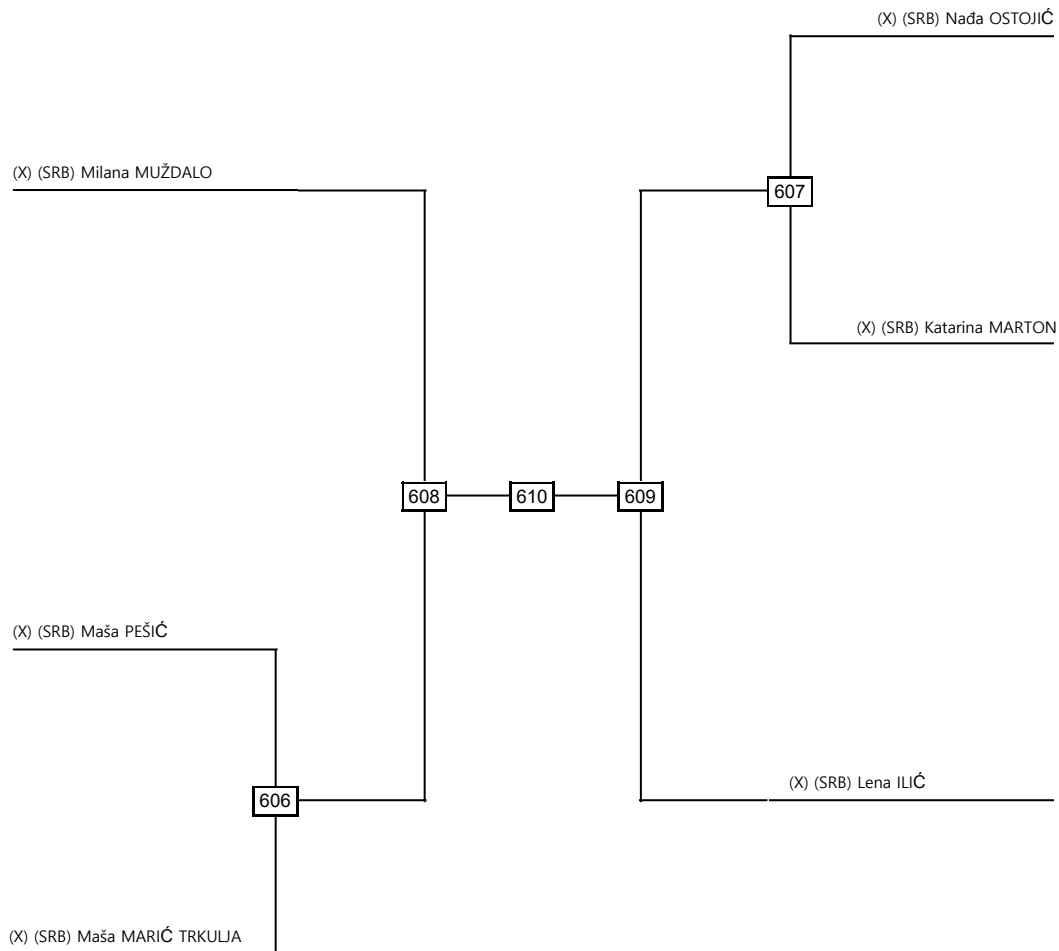 (X) (SRB) Nađa OSTOJIĆ
(X) (SRB) Milana MUŽDALO
607
(X) (SRB) Katarina MARTON
608
610
609
(X) (SRB) Maša PEŠIĆ
(X) (SRB) Lena ILIĆ
606
(X) (SRB) Maša MARIĆ TRKULJA